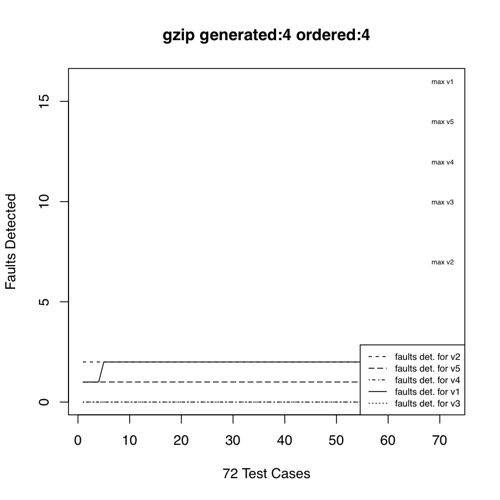 gzip generated:4 ordered:4
Faults Detected
15
10
5
0
max v1
max v5
max v4
max v3
max v2
faults det. for v2
faults det. for v5
faults det. for v4
faults det. for v1
faults det. for v3
0 10 20 30 40 50 60 70
72 Test Cases